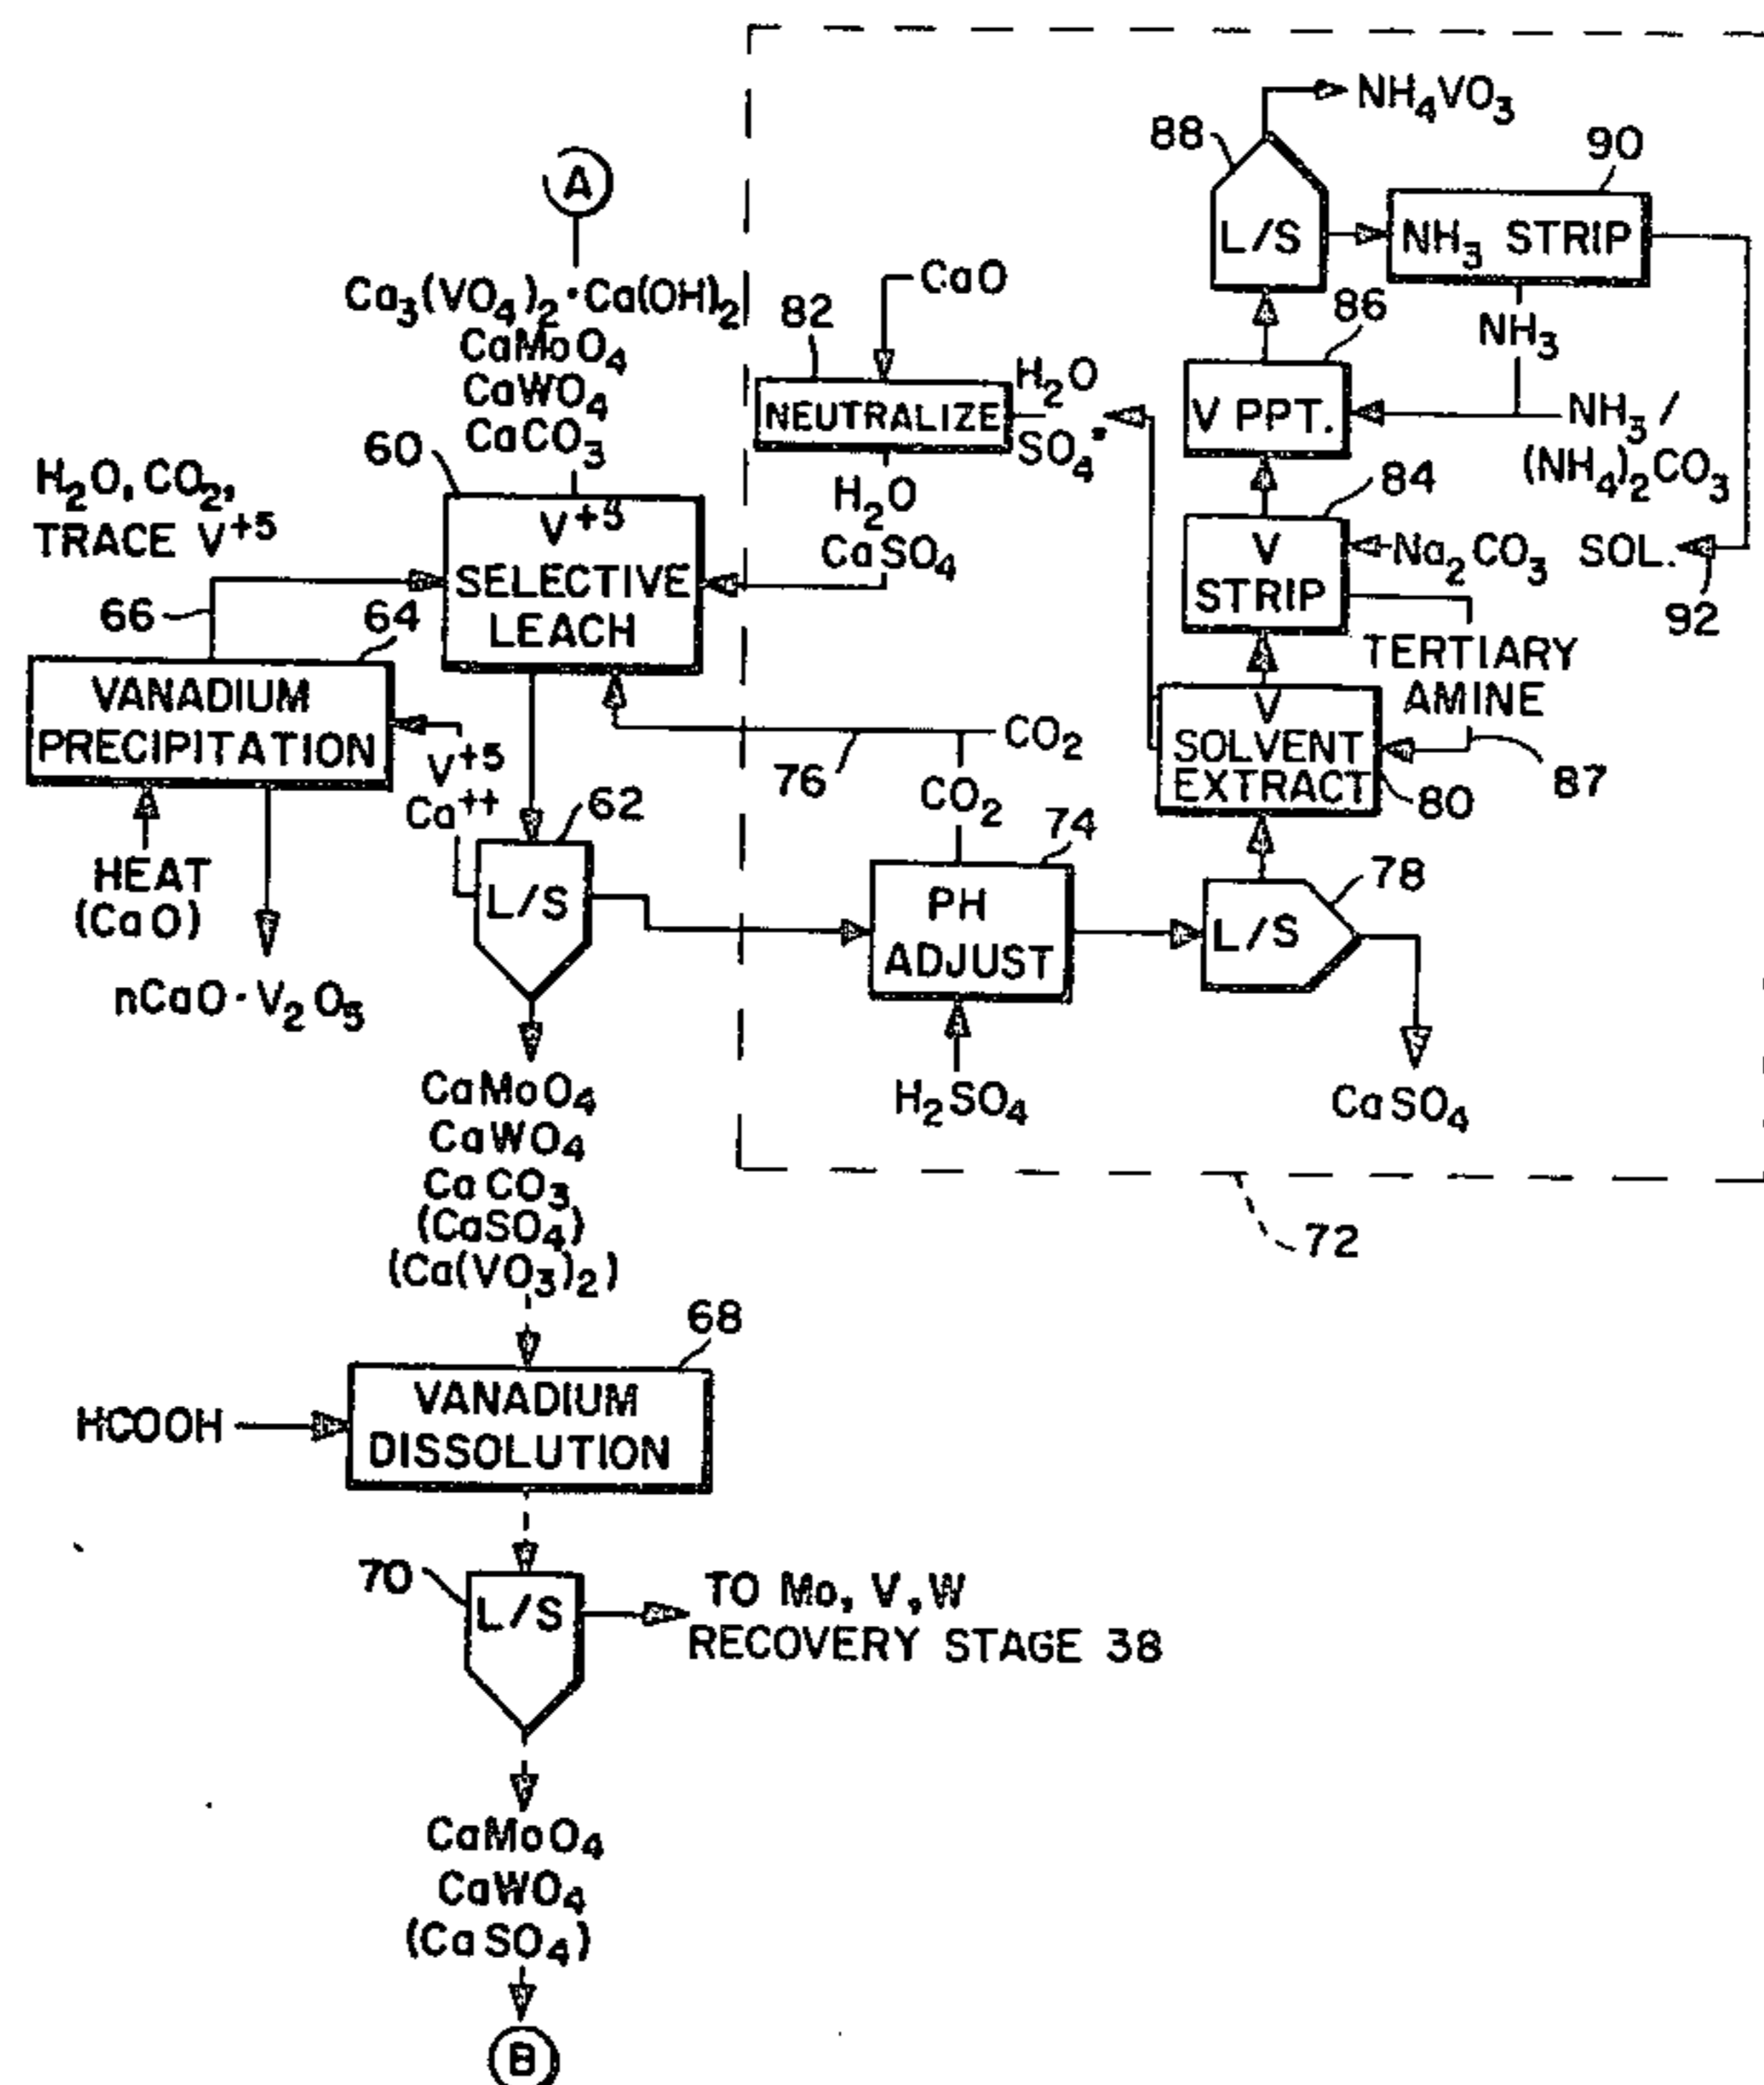 A
Ca₃(VO₄)₂·Ca(OH)₂
CaMoO₄
CaWO₄
CaCO₃
60
V⁺⁵
SELECTIVE
LEACH
H₂O, CO₂,
TRACE V⁺⁵
66
64
VANADIUM
PRECIPITATION
V⁺⁵
Ca⁺⁺
HEAT
(CaO)
nCaO·V₂O₅
62
L/S
CaMoO₄
CaWO₄
CaCO₃
(CaSO₄)
(Ca(VO₃)₂)
68
HCOOH
VANADIUM
DISSOLUTION
70
L/S
TO Mo, V, W
RECOVERY STAGE 38
CaMoO₄
CaWO₄
(CaSO₄)
B
82
CaO
NEUTRALIZE
H₂O
SO₄⁼
H₂O
CaSO₄
76
CO₂
CO₂
74
PH
ADJUST
H₂SO₄
78
L/S
CaSO₄
72
V
SOLVENT
EXTRACT
80
87
TERTIARY
AMINE
84
V
STRIP
Na₂CO₃
86
V PPT.
NH₃/
(NH₄)₂CO₃
NH₃
88
L/S
NH₄VO₃
90
NH₃ STRIP
SOL.
92